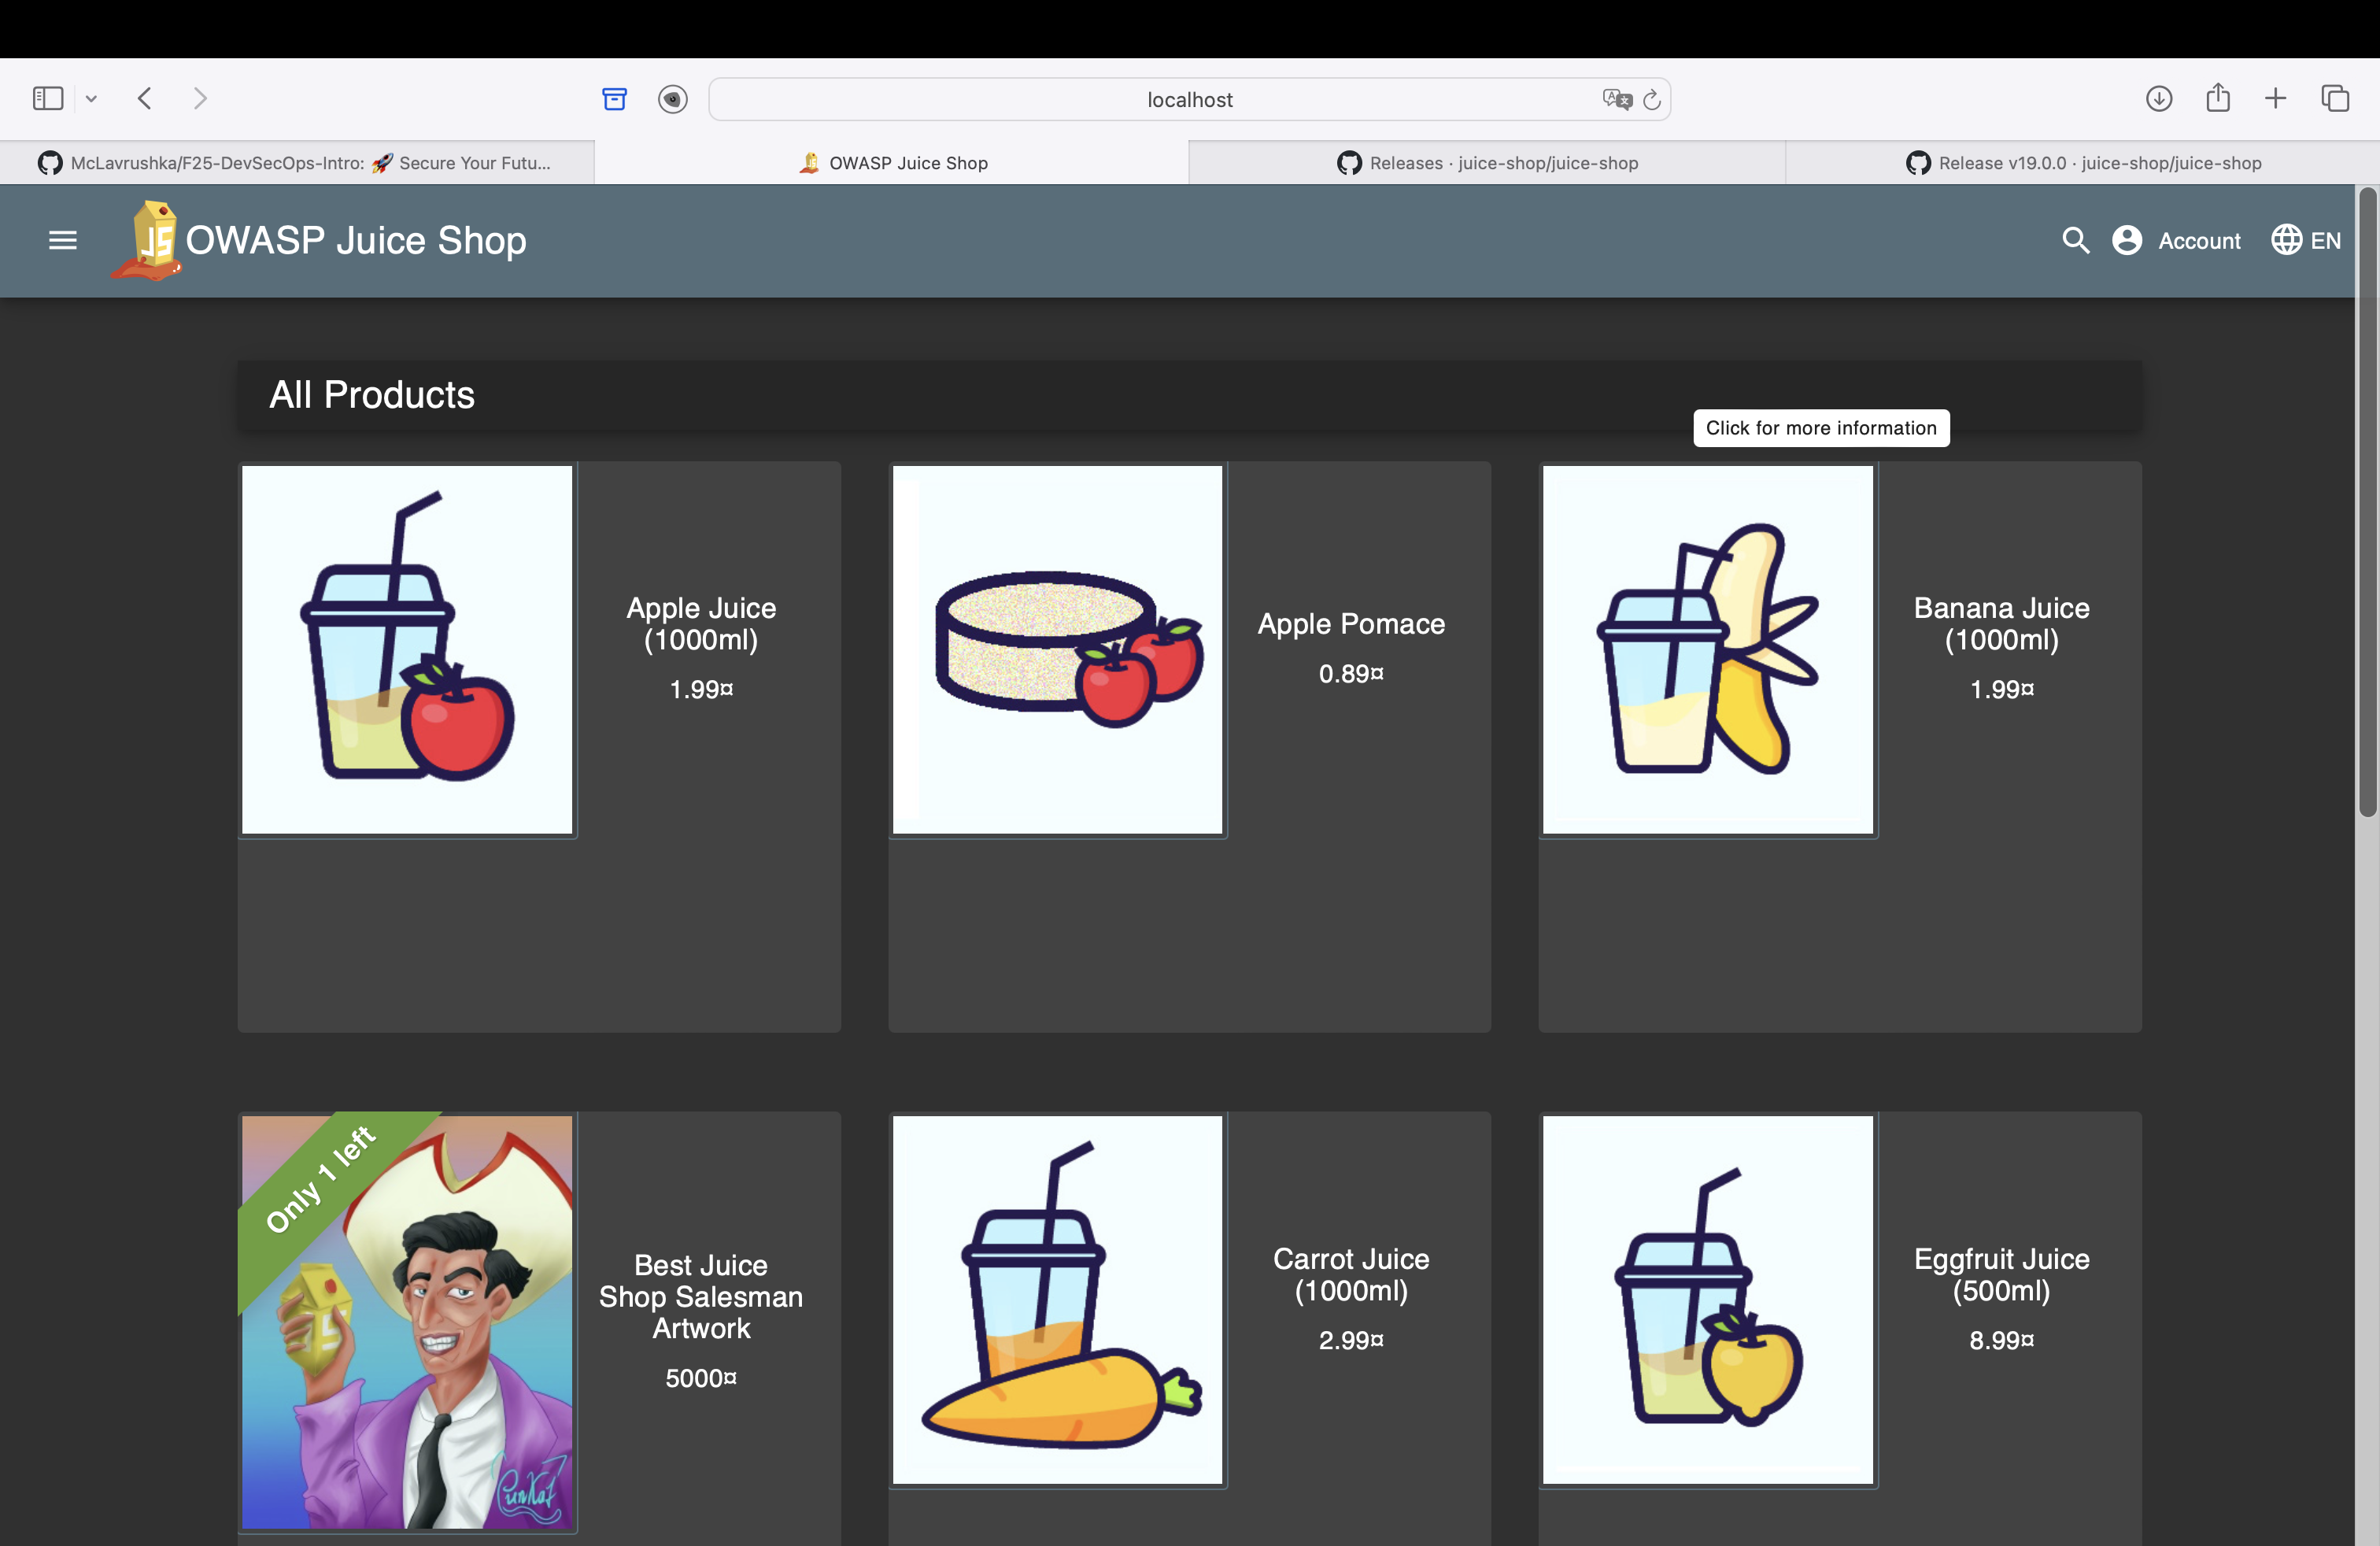 localhost
McLavrushka/F25-DevSecOps-Intro: 🚀 Secure Your Futu...
OWASP Juice Shop
Releases · juice-shop/juice-shop
Release v19.0.0 · juice-shop/juice-shop
OWASP Juice Shop
Account
EN
All Products
Click for more information
Apple Juice
(1000ml)
1.99¤
Apple Pomace
0.89¤
Banana Juice
(1000ml)
1.99¤
Only 1 left
Best Juice
Shop Salesman
Artwork
5000¤
Carrot Juice
(1000ml)
2.99¤
Eggfruit Juice
(500ml)
8.99¤